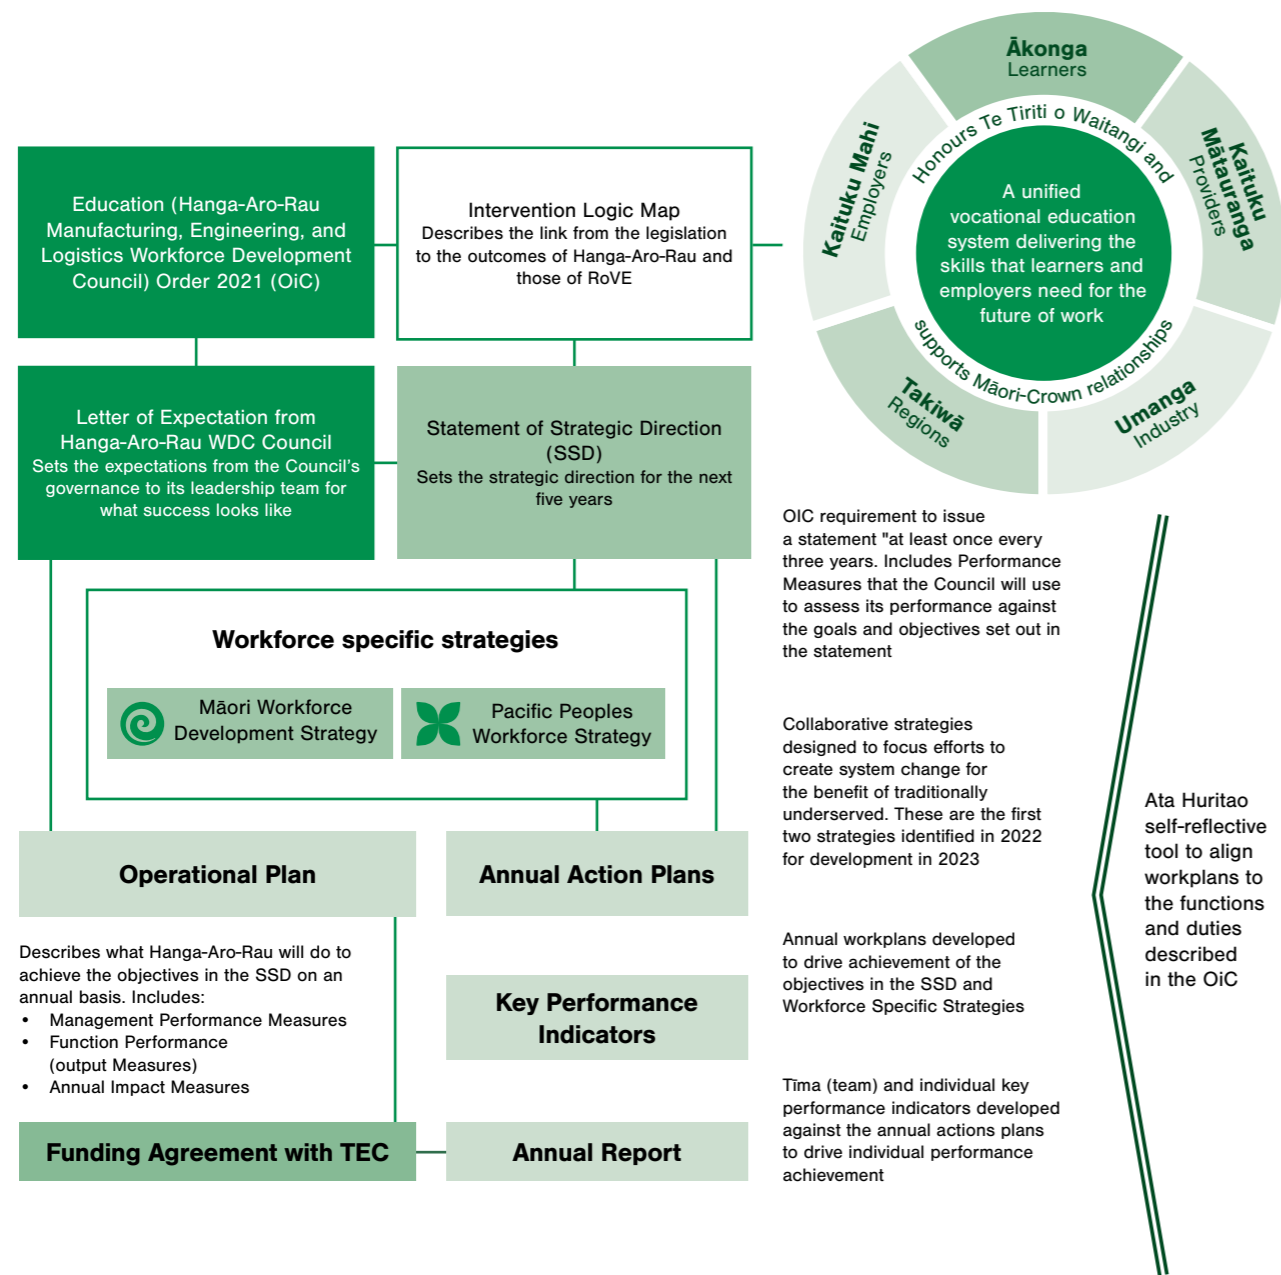 Education (Hanga-Aro-Rau
Manufacturing, Engineering, and
Logistics Workforce Development
Council) Order 2021 (OiC)
Intervention Logic Map
Describes the link from the legislation
to the outcomes of Hanga-Aro-Rau and
those of RoVE
Ākonga
Learners
Kaituku
Mātauranga
Providers
Umanga
Industry
Takiwā
Regions
Kaituku Mahi
Employers
Honours Te Tiriti o Waitangi and
supports Māori-Crown relationships
A unified
vocational education
system delivering the
skills that learners and
employers need for the
future of work
Letter of Expectation from
Hanga-Aro-Rau WDC Council
Sets the expectations from the Council's
governance to its leadership team for
what success looks like
Statement of Strategic Direction
(SSD)
Sets the strategic direction for the next
five years
OIC requirement to issue
a statement "at least once every
three years. Includes Performance
Measures that the Council will use
to assess its performance against
the goals and objectives set out in
the statement
Workforce specific strategies
Māori Workforce
Development Strategy
Pacific Peoples
Workforce Strategy
Collaborative strategies
designed to focus efforts to
create system change for
the benefit of traditionally
underserved. These are the first
two strategies identified in 2022
for development in 2023
Operational Plan
Describes what Hanga-Aro-Rau will do to
achieve the objectives in the SSD on an
annual basis. Includes:
• Management Performance Measures
• Function Performance
(output Measures)
• Annual Impact Measures
Annual Action Plans
Annual workplans developed
to drive achievement of the
objectives in the SSD and
Workforce Specific Strategies
Key Performance
Indicators
Tīma (team) and individual key
performance indicators developed
against the annual actions plans
to drive individual performance
achievement
Funding Agreement with TEC
Annual Report
Ata Huritao
self-reflective
tool to align
workplans to
the functions
and duties
described
in the OiC